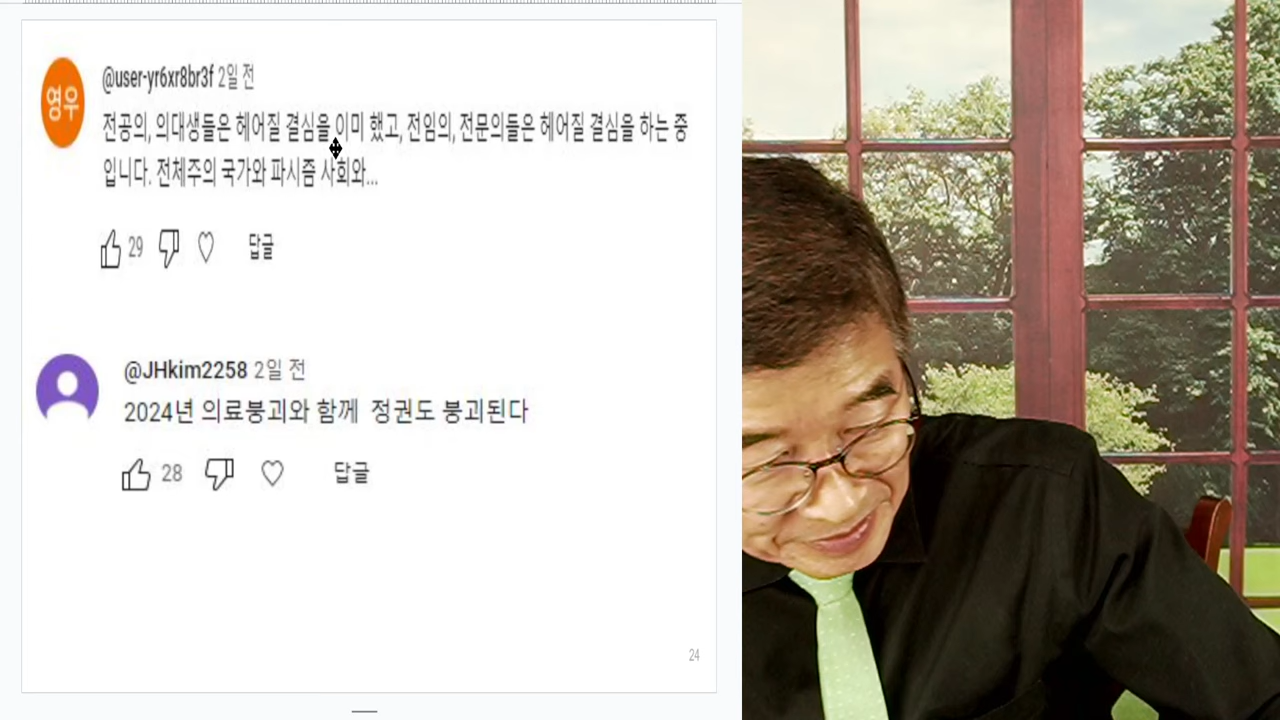 영우
@user-yr6xr8br3f 2일 전
전공의, 의대생들은 헤어질 결심을 이미 했고, 전임의, 전문의들은 헤어질 결심을 하는 중
입니다. 전체주의 국가와 파시즘 사회와...
29 답글
@JHkim2258 2일 전
2024년 의료붕괴와 함께 정권도 붕괴된다
28 답글
24